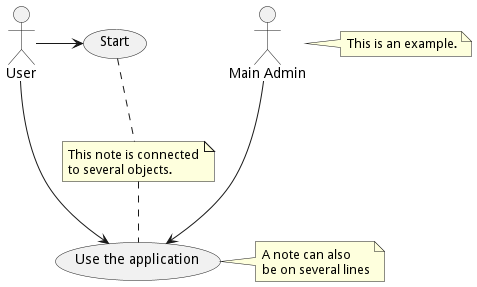 Start
This is an example.
User
Main Admin
This note is connected
to several objects.
Use the application
A note can also
be on several lines